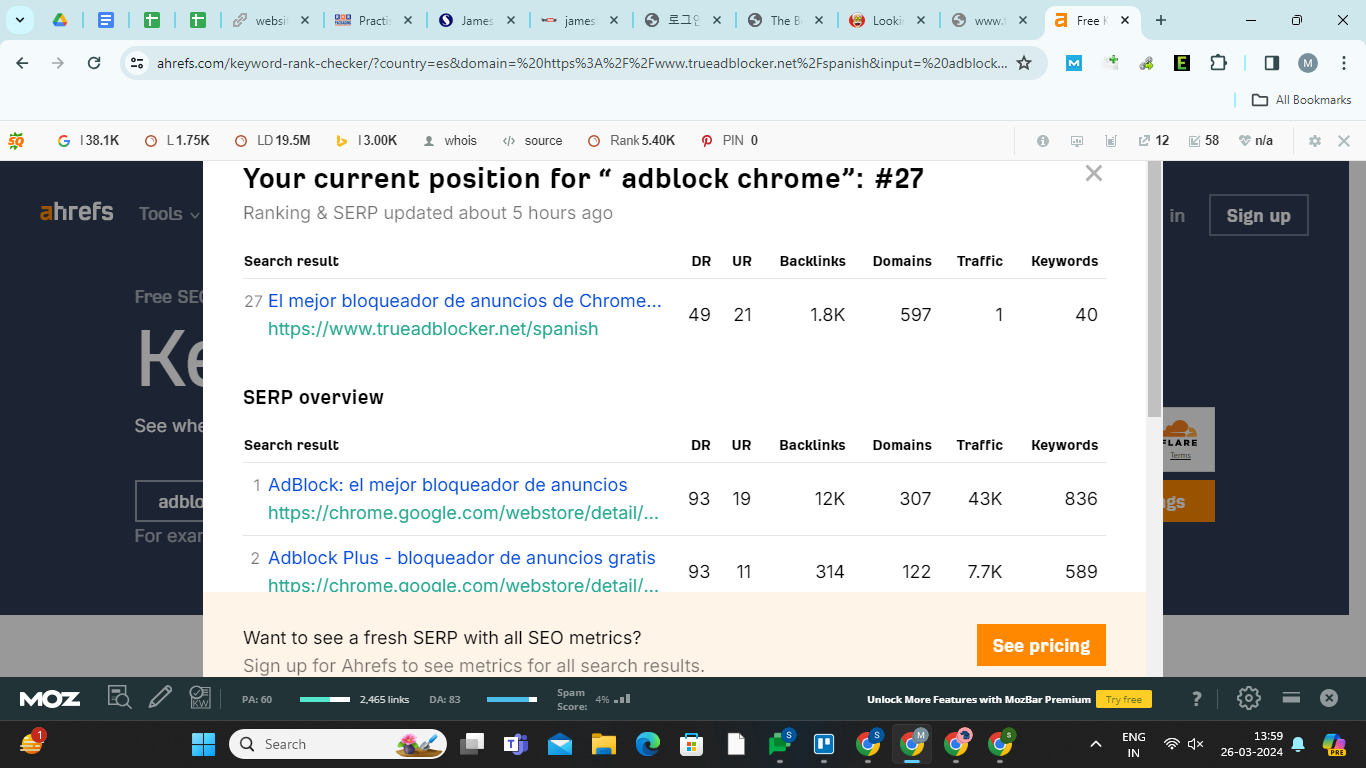 websit
Practis
James
james
로그인
The Be
Lookin
www.t
Free K
ahrefs.com/keyword-rank-checker/?country=es&domain=%20https%3A%2F%2Fwww.trueadblocker.net%2Fspanish&input=%20adblock...
M
All Bookmarks
I 38.1K
L 1.75K
LD 19.5M
I 3.00K
whois
source
Rank 5.40K
PIN 0
12
58
n/a
Your current position for “ adblock chrome”: #27
Ranking & SERP updated about 5 hours ago
ahrefs
Tools
in
Sign up
Search result DR UR Backlinks Domains Traffic Keywords
27 El mejor bloqueador de anuncios de Chrome... 49 21 1.8K 597 1 40
https://www.trueadblocker.net/spanish
Free SEO
Ke
See whe
SERP overview
Search result DR UR Backlinks Domains Traffic Keywords
1 AdBlock: el mejor bloqueador de anuncios 93 19 12K 307 43K 836
https://chrome.google.com/webstore/detail/...
2 Adblock Plus - bloqueador de anuncios gratis 93 11 314 122 7.7K 589
https://chrome.google.com/webstore/detail/...
FLARE
Terms
adblo
ngs
For exam
Want to see a fresh SERP with all SEO metrics?
Sign up for Ahrefs to see metrics for all search results.
See pricing
MOZ
KW
PA: 60
2,465 links
DA: 83
Spam
Score: 4%
Unlock More Features with MozBar Premium
Try free
?
1
Search
ENG
IN
13:59
26-03-2024
PRE